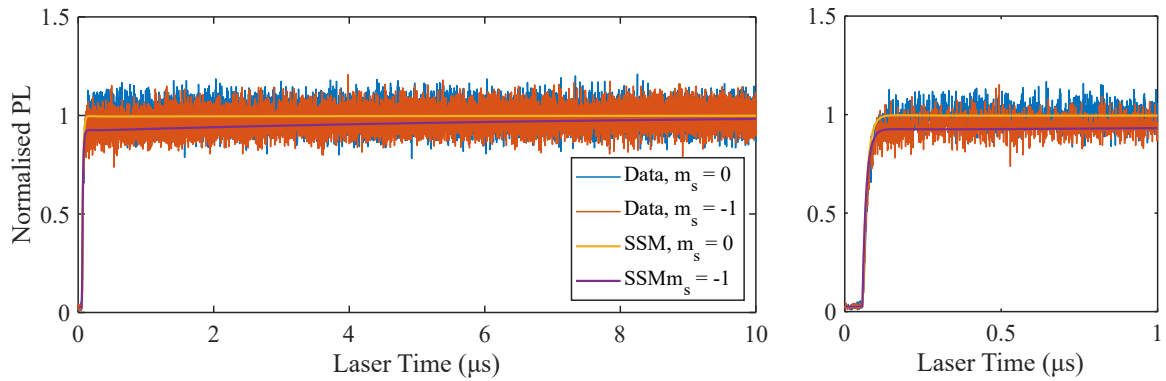 Normalised PL
1.5
1
0.5
0
0 2 4 6 8 10
Laser Time (μs)
Data, m_s = 0
Data, m_s = -1
SSM, m_s = 0
SSMm_s = -1
1.5
1
0.5
0
0 0.5 1
Laser Time (μs)